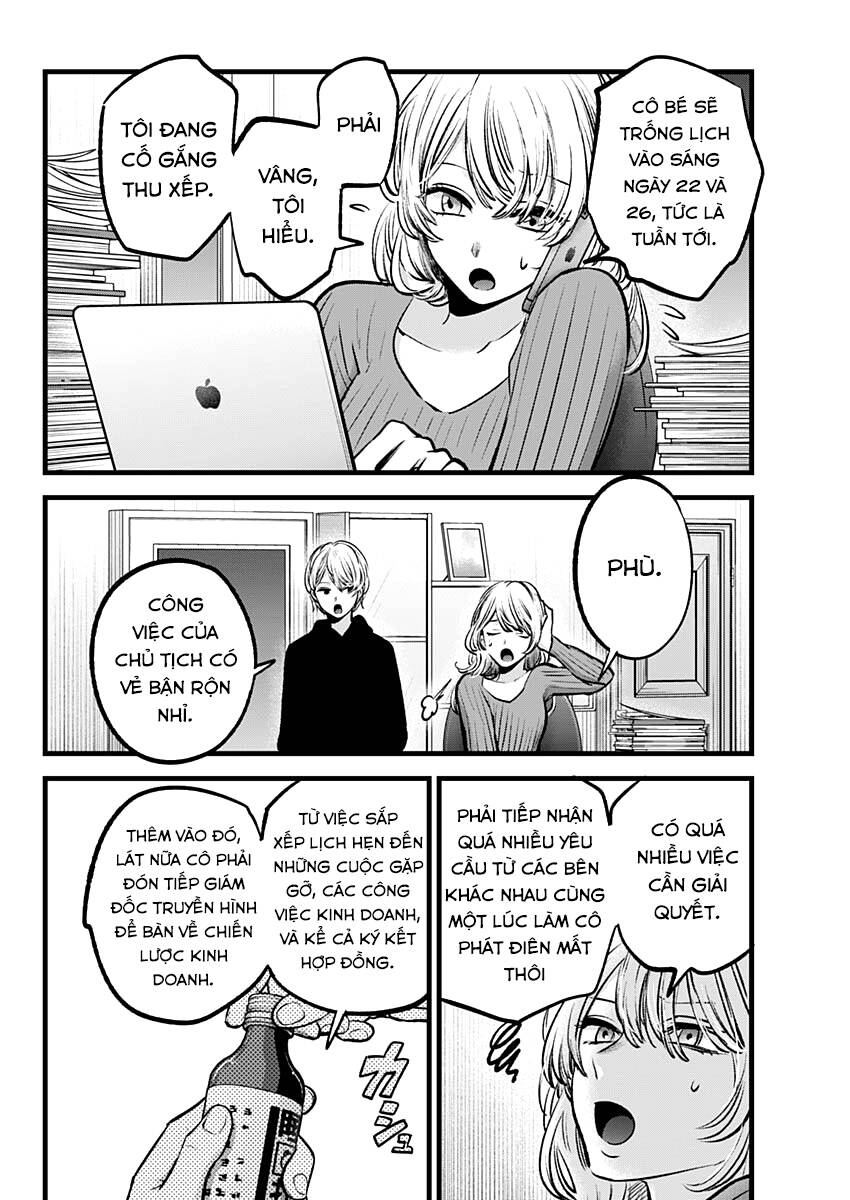 CÔ BÉ SẼ
TRỐNG LỊCH
VÀO SÁNG
NGÀY 22 VÀ
26, TỨC LÀ
TUẦN TỚI.
PHẢI
VÂNG,
TÔI
HIỂU.
TÔI ĐANG
CỐ GẮNG
THU XẾP.
PHÙ.
CÔNG
VIỆC CỦA
CHỦ TỊCH CÓ
VẺ BẬN RỘN
NHỈ.
CÓ QUÁ
NHIỀU VIỆC
CẦN GIẢI
QUYẾT.
PHẢI TIẾP NHẬN
QUÁ NHIỀU YÊU
CẦU TỪ CÁC BÊN
KHÁC NHAU CÙNG
MỘT LÚC LÀM CÔ
PHÁT ĐIÊN MẤT
THÔI
TỪ VIỆC SẮP
XẾP LỊCH HẸN ĐẾN
NHỮNG CUỘC GẶP
GỠ, CÁC CÔNG
VIỆC KINH DOANH,
VÀ KỂ CẢ KÝ KẾT
HỢP ĐỒNG.
THÊM VÀO ĐÓ,
LÁT NỮA CÔ PHẢI
ĐÓN TIẾP GIÁM
ĐỐC TRUYỀN HÌNH
ĐỂ BÀN VỀ CHIẾN
LƯỢC KINH
DOANH.
カシュ